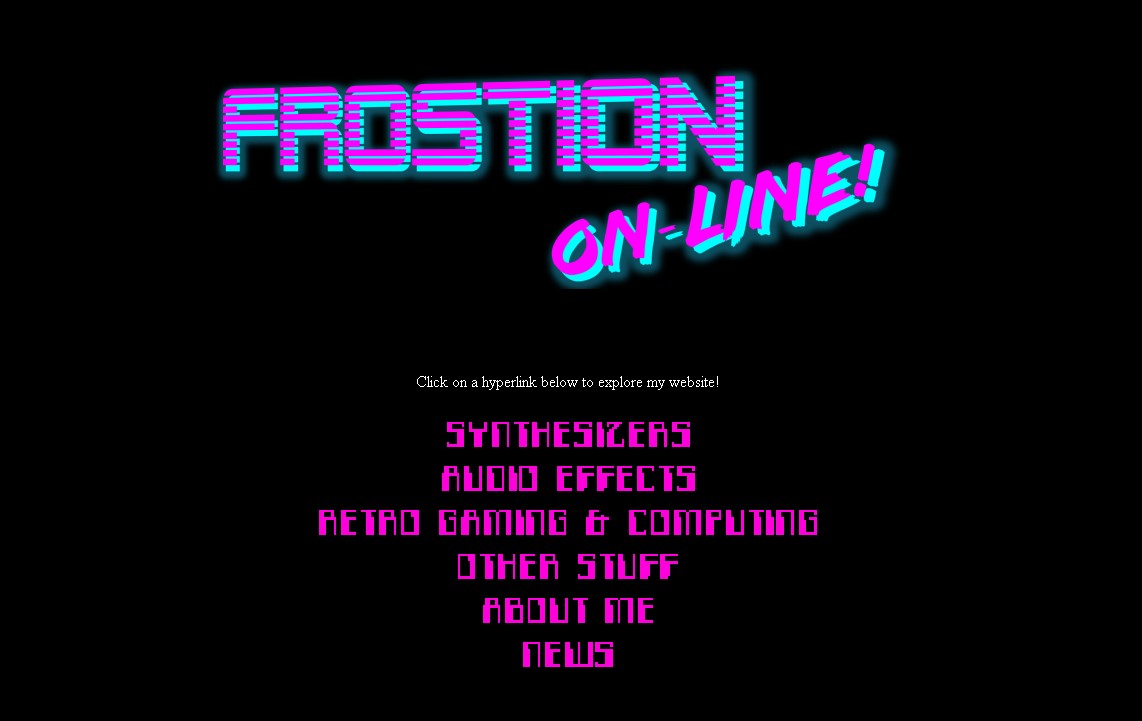 FROSTION
ON-LINE!
Click on a hyperlink below to explore my website!
SYNTHESIZERS
AUDIO EFFECTS
RETRO GAMING & COMPUTING
OTHER STUFF
ABOUT ME
NEWS